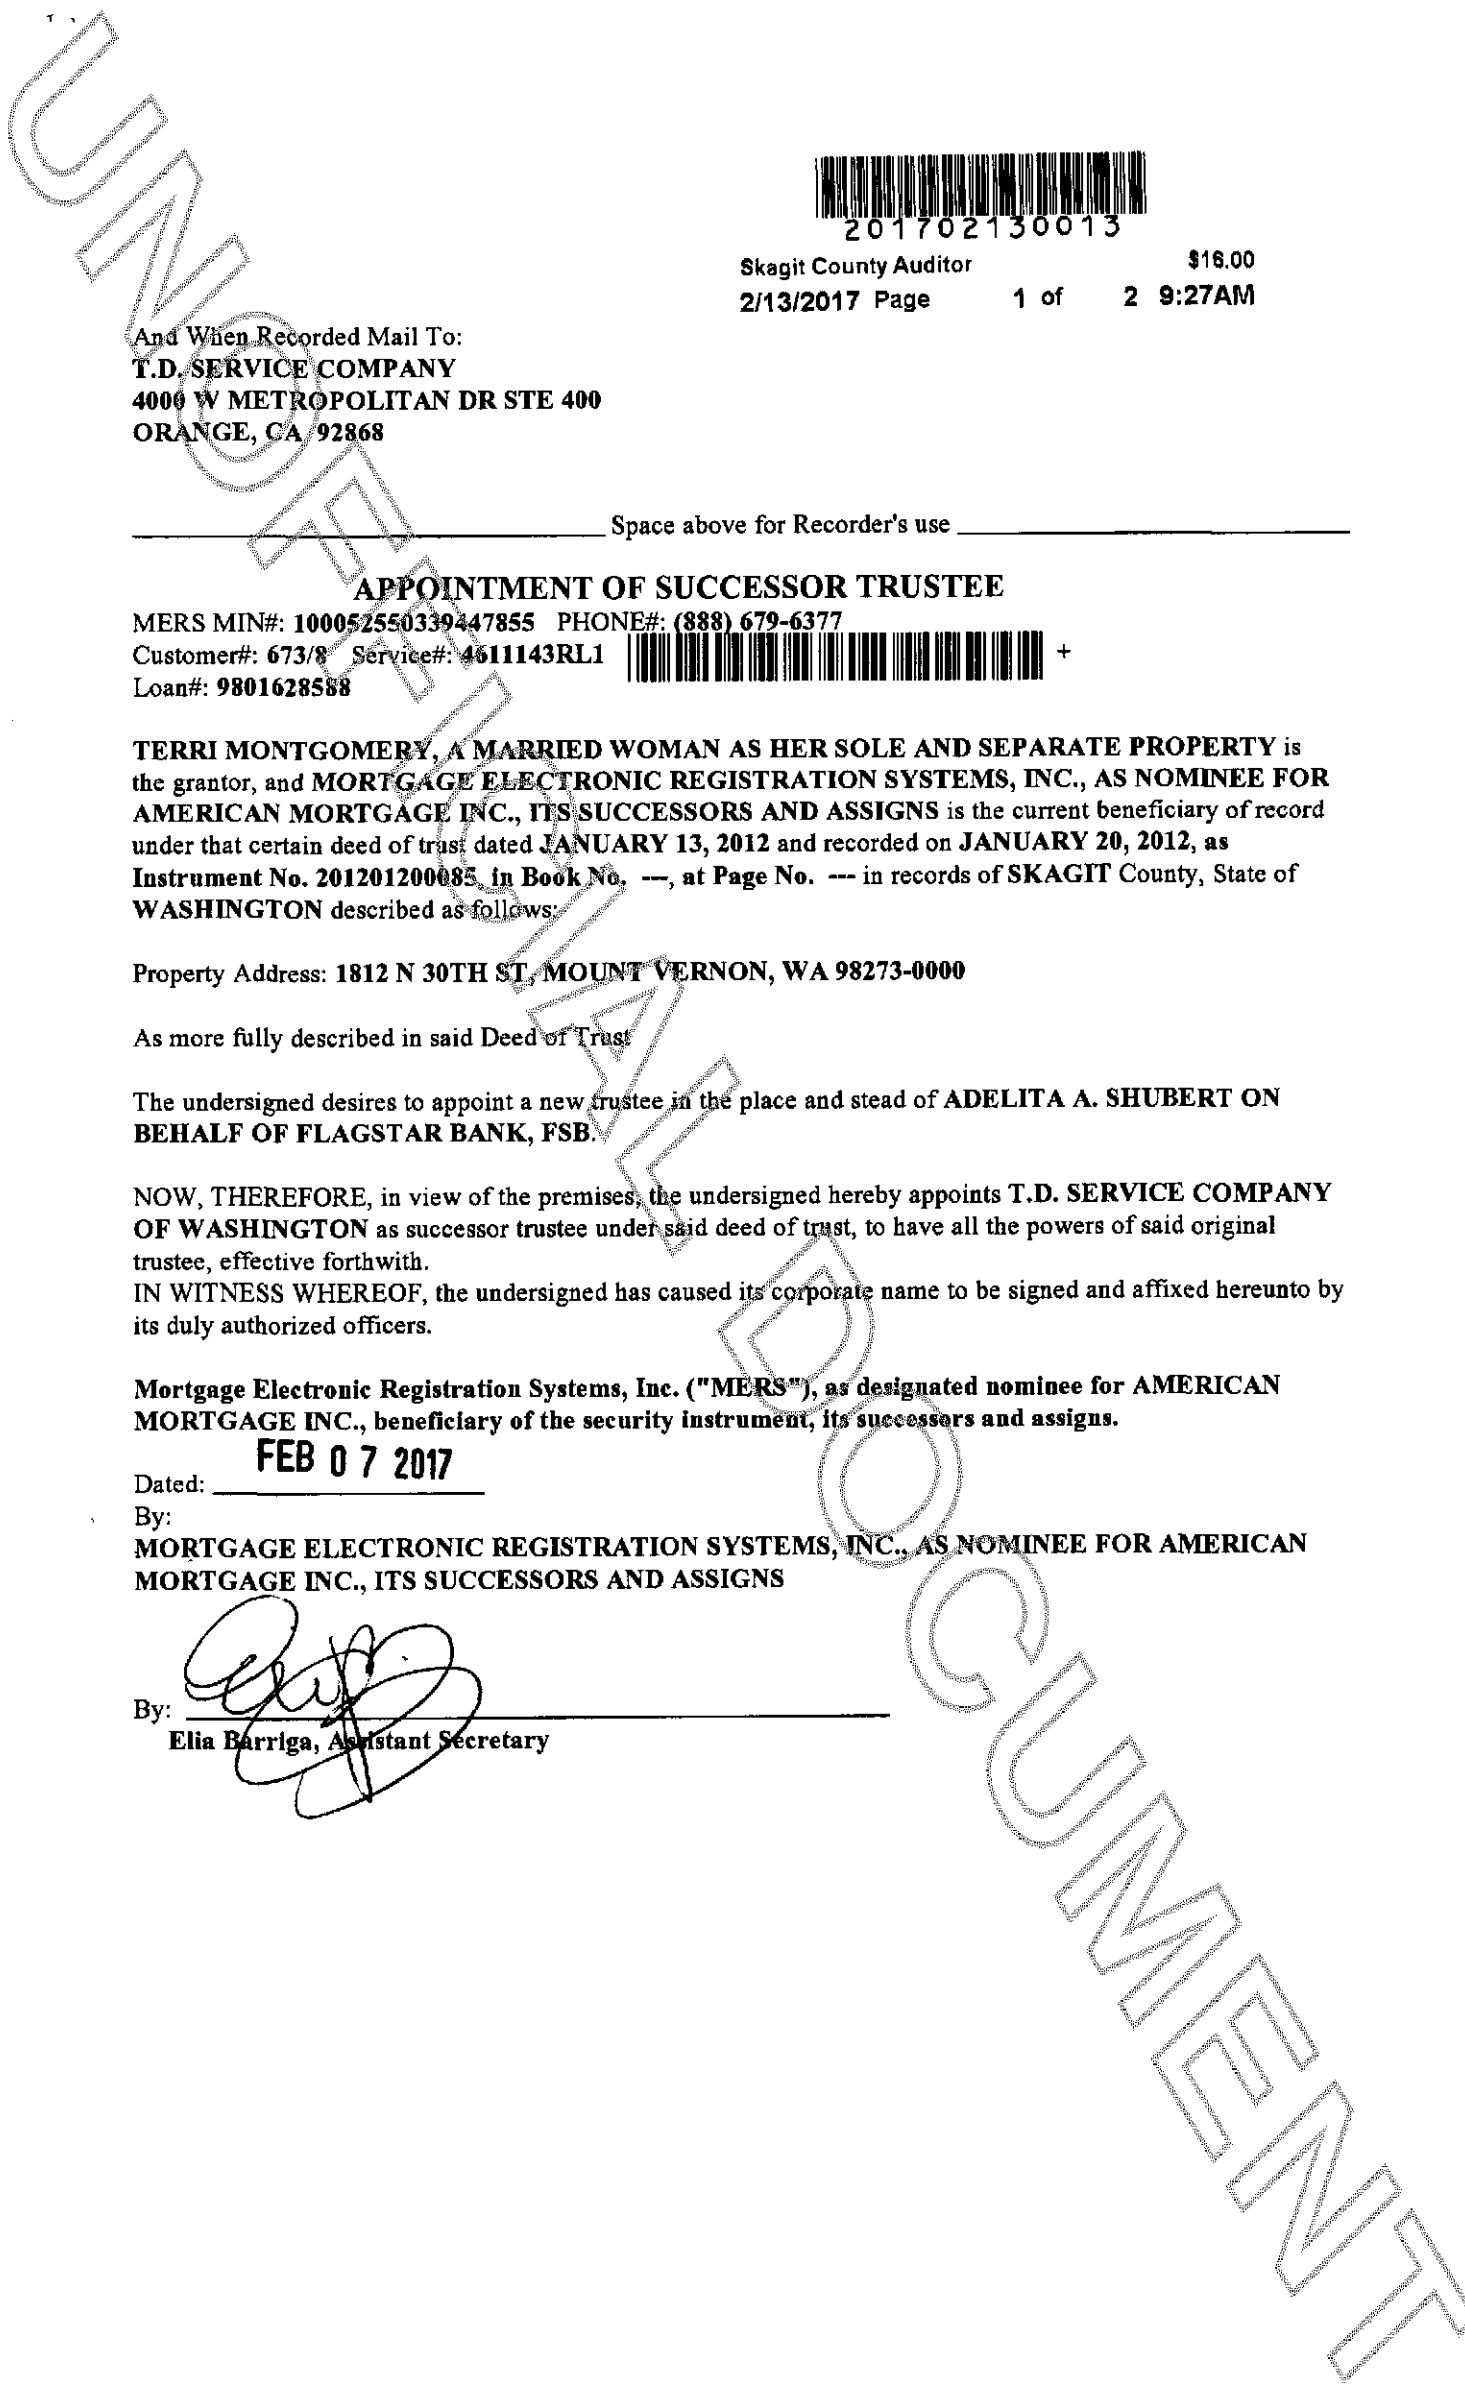 201702130013
Skagit County Auditor $16.00
2/13/2017 Page 1 of 2 9:27AM
And When Recorded Mail To:
T.D. SERVICE COMPANY
4000 W METROPOLITAN DR STE 400
ORANGE, CA 92868
Space above for Recorder's use
APPOINTMENT OF SUCCESSOR TRUSTEE
MERS MIN#: 100052550339447855 PHONE#: (888) 679-6377
Customer#: 673/8 Service#: 4611143RL1 +
Loan#: 9801628588
TERRI MONTGOMERY, A MARRIED WOMAN AS HER SOLE AND SEPARATE PROPERTY is
the grantor, and MORTGAGE ELECTRONIC REGISTRATION SYSTEMS, INC., AS NOMINEE FOR
AMERICAN MORTGAGE INC., ITS SUCCESSORS AND ASSIGNS is the current beneficiary of record
under that certain deed of trust dated JANUARY 13, 2012 and recorded on JANUARY 20, 2012, as
Instrument No. 201201200085, in Book No. ---, at Page No. --- in records of SKAGIT County, State of
WASHINGTON described as follows:
Property Address: 1812 N 30TH ST, MOUNT VERNON, WA 98273-0000
As more fully described in said Deed of Trust
The undersigned desires to appoint a new trustee in the place and stead of ADELITA A. SHUBERT ON
BEHALF OF FLAGSTAR BANK, FSB.
NOW, THEREFORE, in view of the premises, the undersigned hereby appoints T.D. SERVICE COMPANY
OF WASHINGTON as successor trustee under said deed of trust, to have all the powers of said original
trustee, effective forthwith.
IN WITNESS WHEREOF, the undersigned has caused its corporate name to be signed and affixed hereunto by
its duly authorized officers.
Mortgage Electronic Registration Systems, Inc. ("MERS"), as designated nominee for AMERICAN
MORTGAGE INC., beneficiary of the security instrument, its successors and assigns.
Dated: FEB 07 2017
By:
MORTGAGE ELECTRONIC REGISTRATION SYSTEMS, INC., AS NOMINEE FOR AMERICAN
MORTGAGE INC., ITS SUCCESSORS AND ASSIGNS
By:
Elia Barriga, Assistant Secretary
UNOFFICIAL DOCUMENT